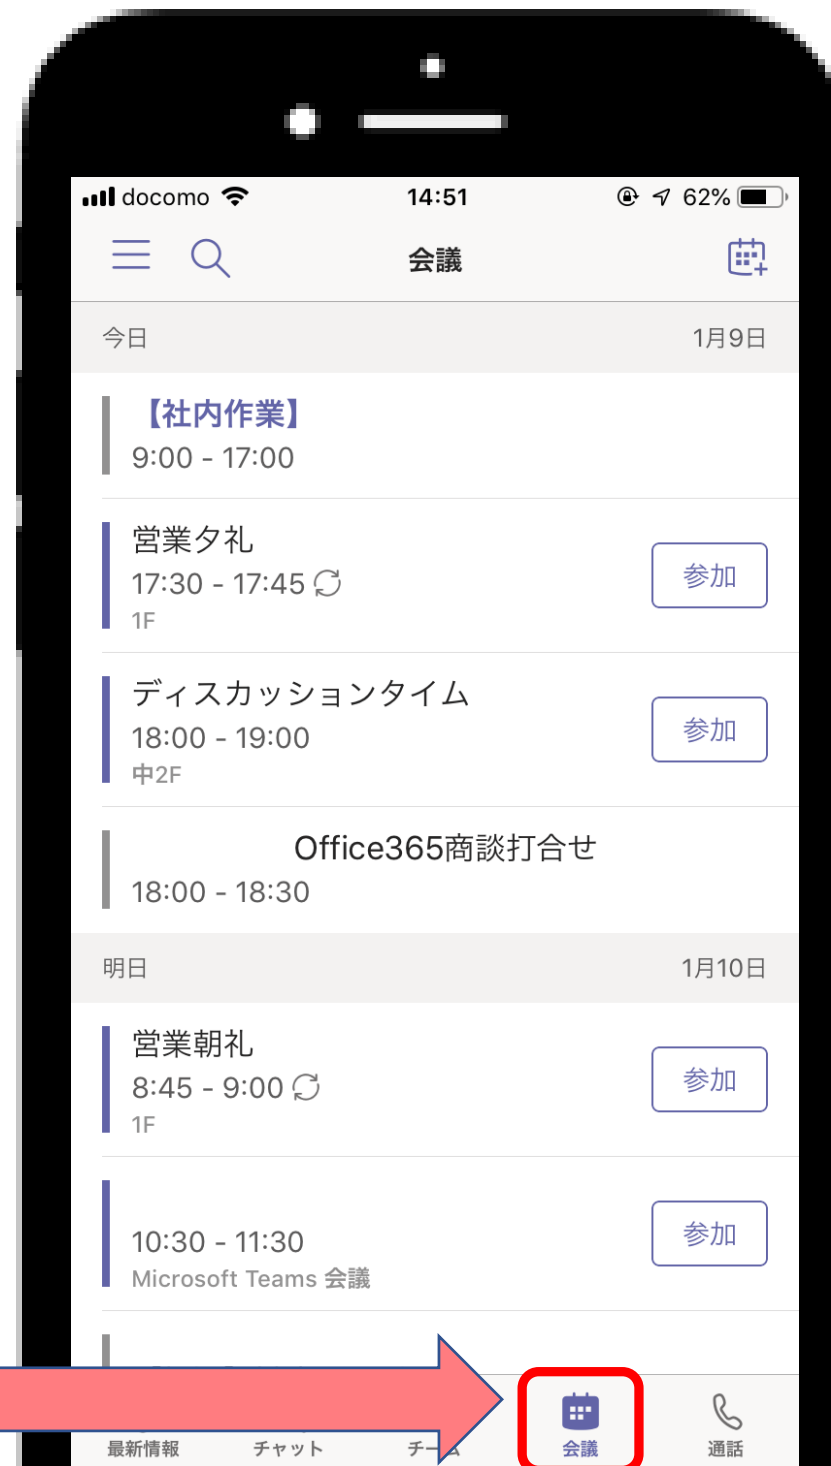 docomo 14:51 62%
会議
今日 1月9日
【社内作業】
9:00 - 17:00
営業夕礼
17:30 - 17:45
1F
参加
ディスカッションタイム
18:00 - 19:00
中2F
参加
Office365商談打合せ
18:00 - 18:30
明日 1月10日
営業朝礼
8:45 - 9:00
1F
参加
10:30 - 11:30
Microsoft Teams 会議
参加
最新情報 チャット チーム 会議 通話